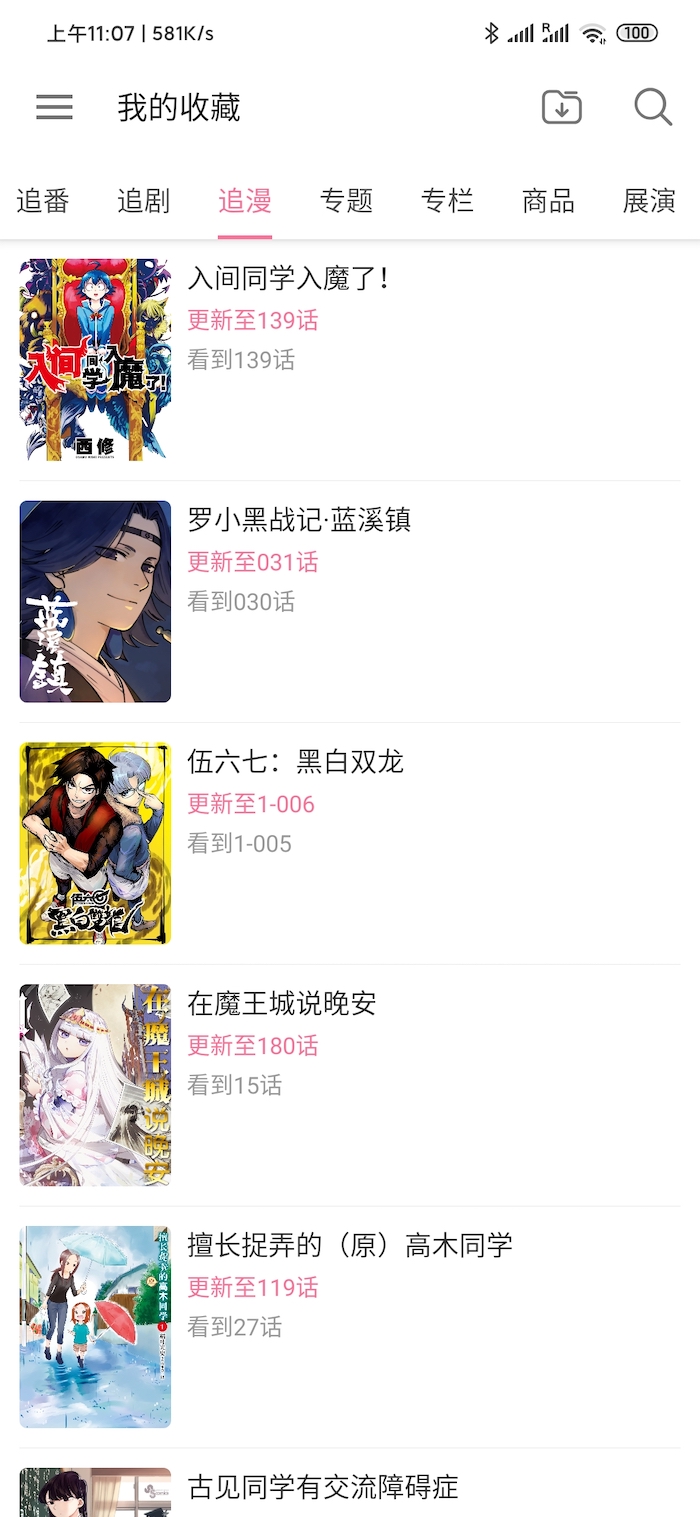 上午11:07 | 581K/s
R
100
我的收藏
追番 追剧 追漫 专题 专栏 商品 展演
入间同学入魔了!
更新至139话
看到139话
入间同学入魔了!
西修
罗小黑战记·蓝溪镇
更新至031话
看到030话
蓝溪镇
伍六七：黑白双龙
更新至1-006
看到1-005
伍六七
黑白雙龍
在魔王城说晚安
更新至180话
看到15话
在魔王城说晚安
擅长捉弄的（原）高木同学
更新至119话
看到27话
擅长捉弄的
高木同学
1
古见同学有交流障碍症